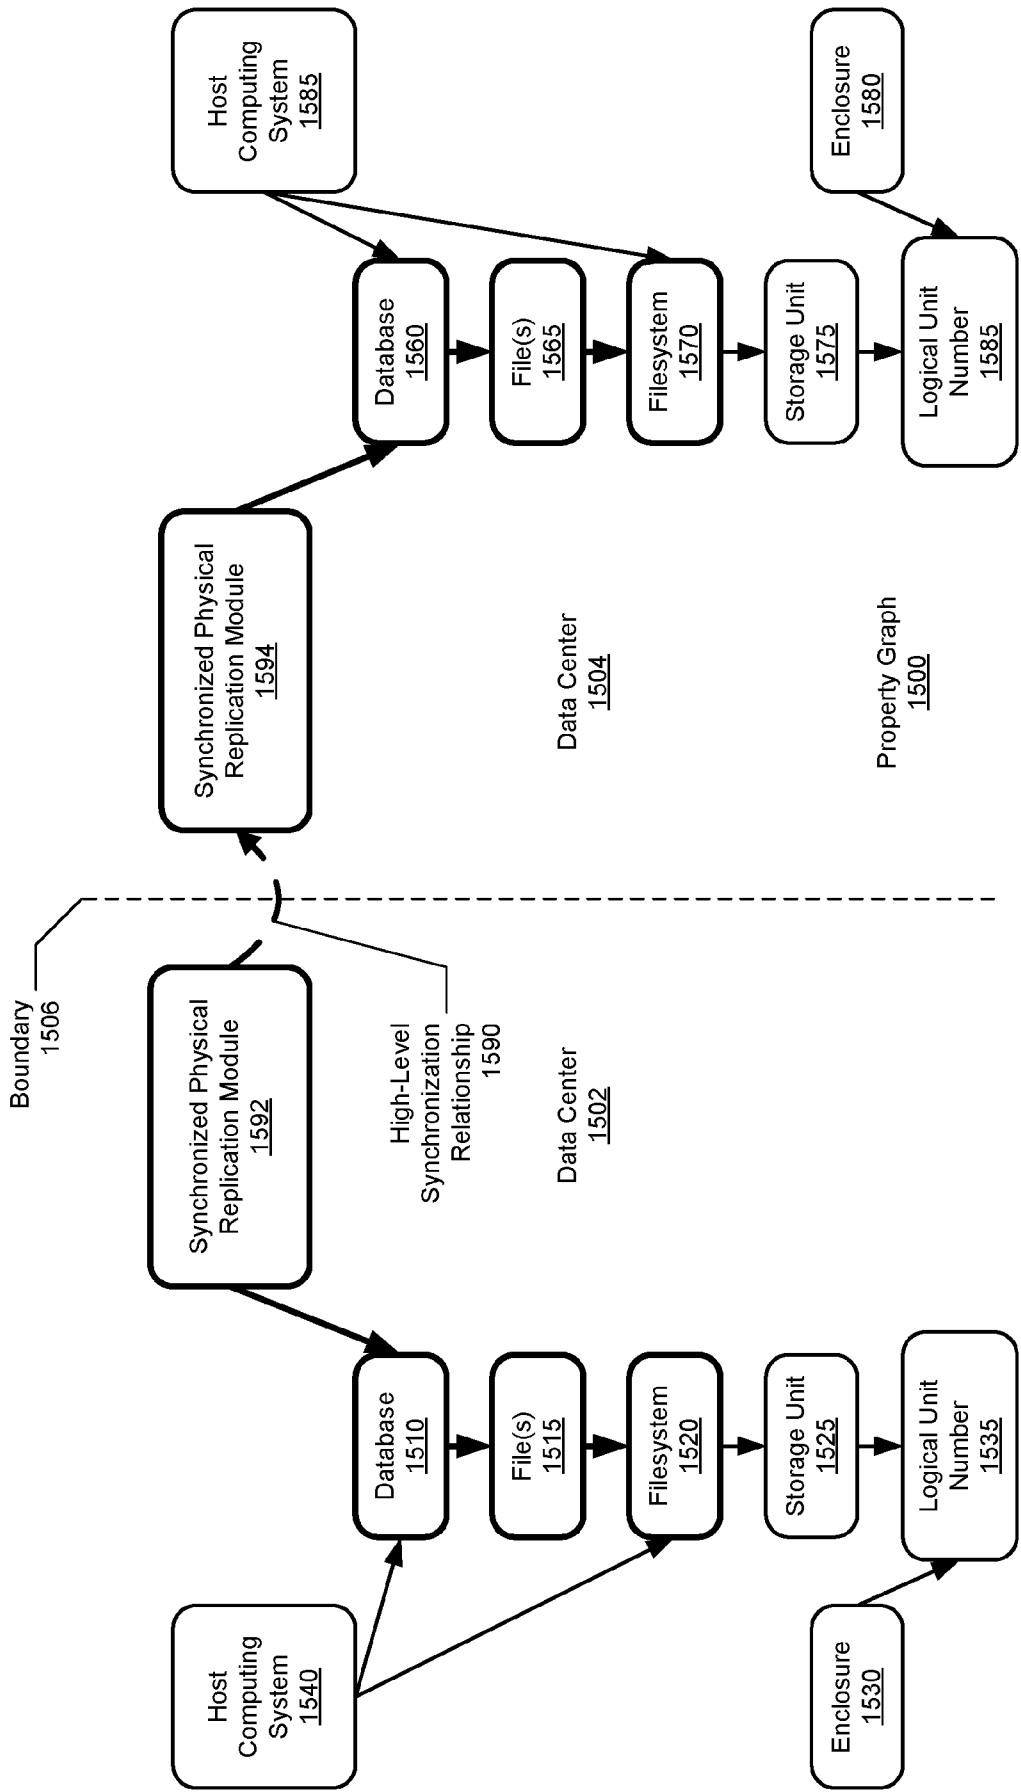 Boundary
1506
Synchronized Physical
Replication Module
1592
Synchronized Physical
Replication Module
1594
Host
Computing
System
1540
Host
Computing
System
1585
High-Level
Synchronization
Relationship
1590
Database
1510
Database
1560
File(s)
1515
File(s)
1565
Data Center
1502
Data Center
1504
Filesystem
1520
Filesystem
1570
Storage Unit
1525
Storage Unit
1575
Enclosure
1530
Enclosure
1580
Logical Unit
Number
1535
Logical Unit
Number
1585
Property Graph
1500